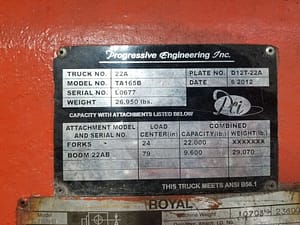 Progressive Engineering Inc.
TRUCK NO. 22A PLATE NO. D12T-22A
MODEL NO. TA165B 6 2012
SERIAL NO. L0677
WEIGHT 26,950 lbs. Pei
CAPACITY WITH ATTACHMENTS LISTED BELOW
ATTACHMENT MODEL LOAD COMBINED
AND SERIAL NO. CENTER(IN) CAPACITY(lb.) WEIGHT(lb.)
FORKS 24 22,000 XXXXXXX
BOOM 22AB 79 9,600 29,070
THIS TRUCK MEETS ANSI B56.1
ROYAL
Weight